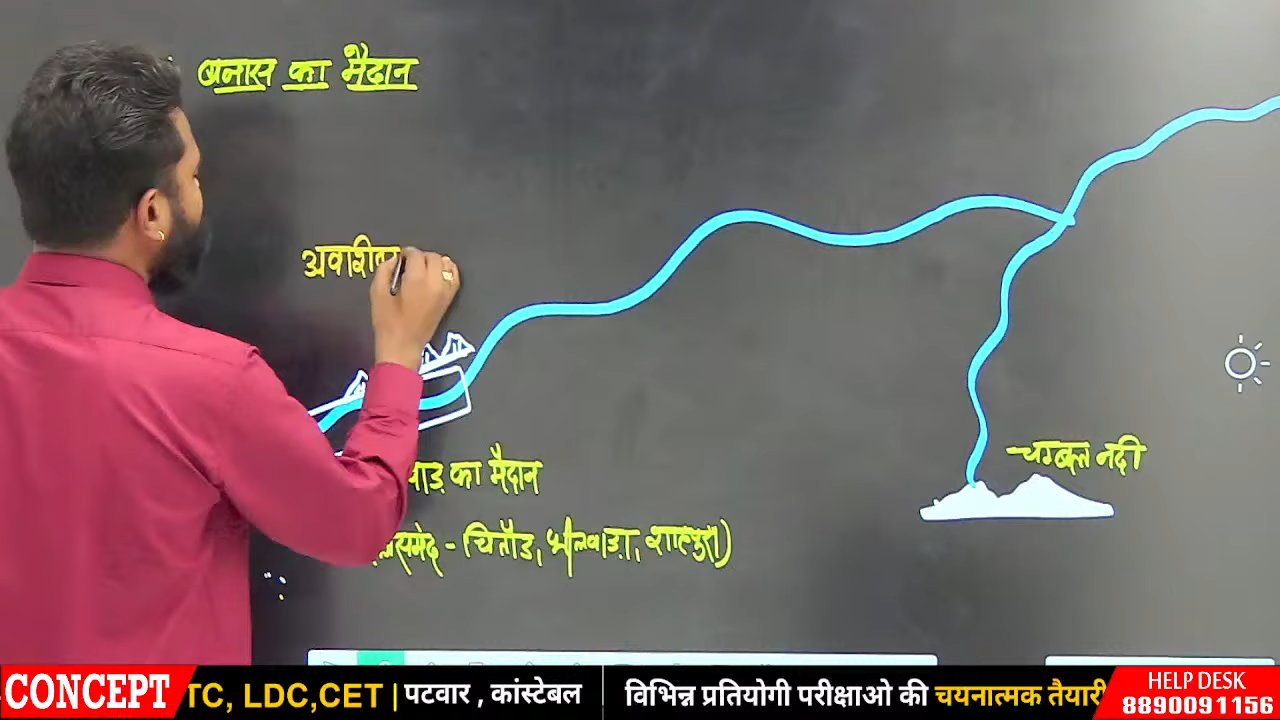 बनास का मैदान
अवाशि
का मैदान
- चितौड, भीलवाड़ा, शाहपुरा)
चम्बल नदी
CONCEPT
TC, LDC,CET | पटवार , कांस्टेबल
विभिन्न प्रतियोगी परीक्षाओ की चयनात्मक तैयारी
HELP DESK
8890091156